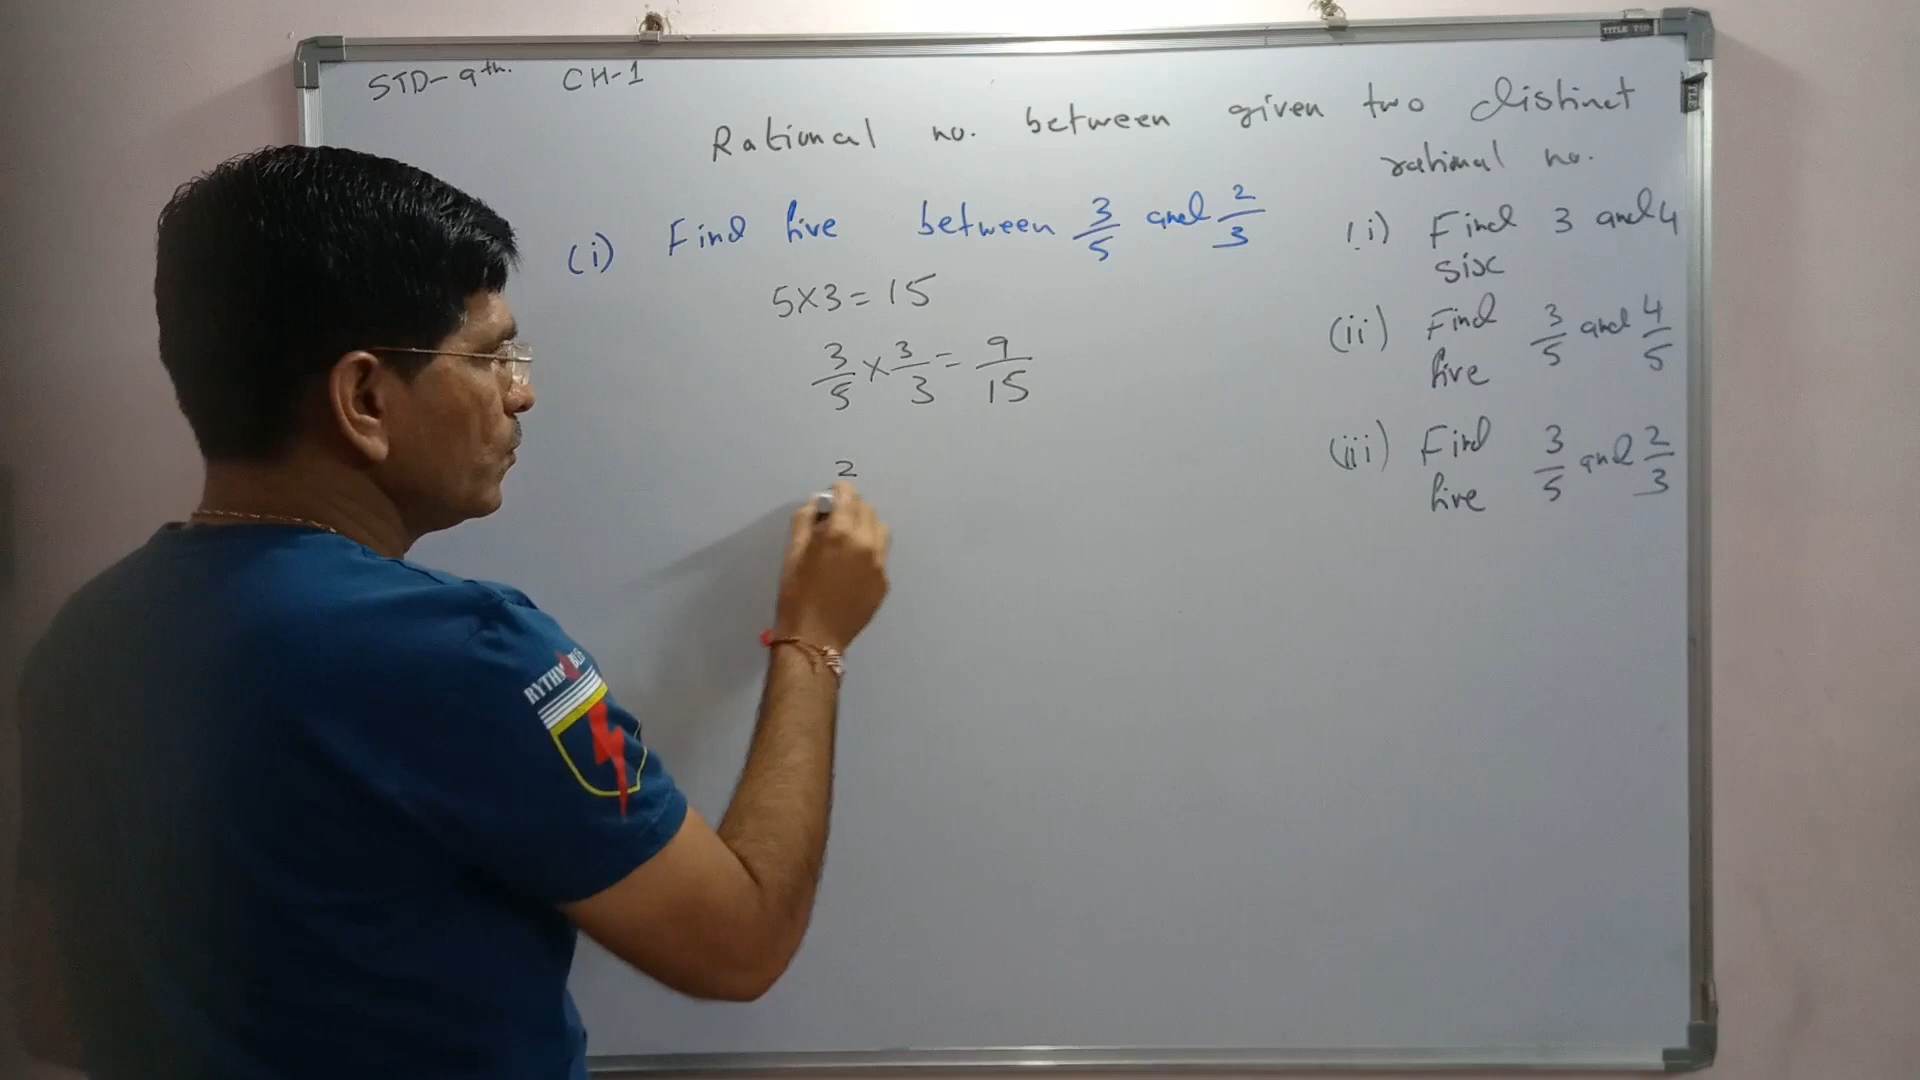 STD-9th. CH-1
Rational no. between given two distinct
rational no.
(i) Find five between 3/5 and 2/3
5×3=15
3/5 × 3/3 = 9/15
2
(i) Find 3 and 4
six
(ii) Find 3/5 and 4/5
five
(iii) Find 3/5 and 2/3
five